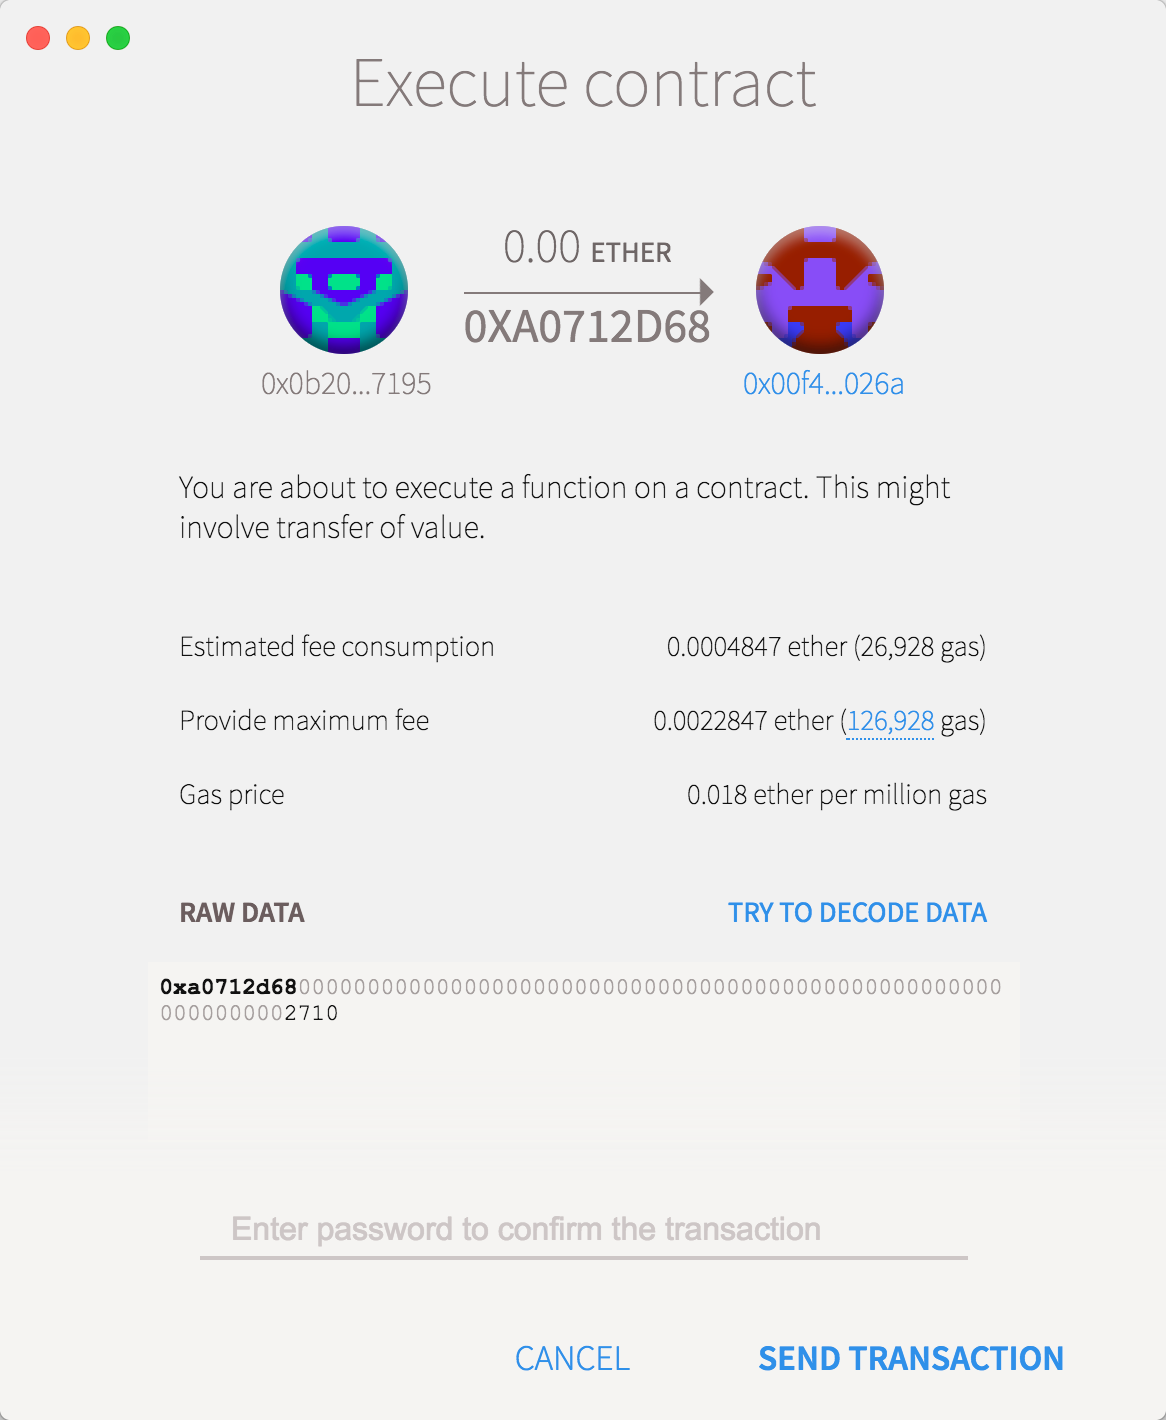 Execute contract
0.00 ETHER
0XA0712D68
0x0b20...7195
0x00f4...026a
You are about to execute a function on a contract. This might
involve transfer of value.
Estimated fee consumption 0.0004847 ether (26,928 gas)
Provide maximum fee 0.0022847 ether (126,928 gas)
Gas price 0.018 ether per million gas
RAW DATA TRY TO DECODE DATA
0xa0712d68000000000000000000000000000000000000000000000000000
0000000002710
Enter password to confirm the transaction
CANCEL SEND TRANSACTION